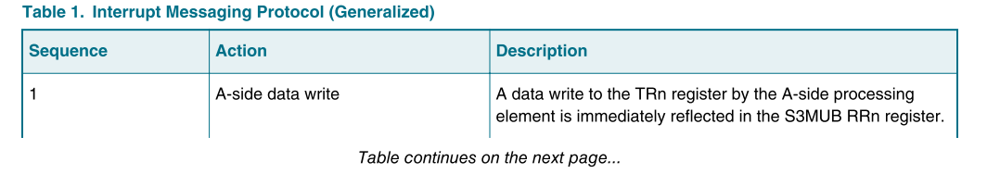 Table 1. Interrupt Messaging Protocol (Generalized)
Sequence Action Description
1 A-side data write A data write to the TRn register by the A-side processing
element is immediately reflected in the S3MUB RRn register.
Table continues on the next page...